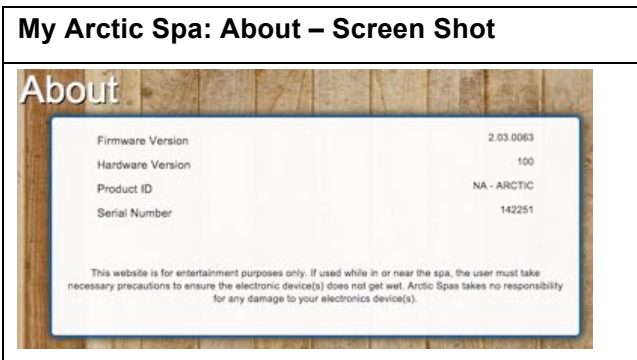 My Arctic Spa: About – Screen Shot
About
Firmware Version 2.03.0063
Hardware Version 100
Product ID NA - ARCTIC
Serial Number 142251
This website is for entertainment purposes only. If used while in or near the spa, the user must take
necessary precautions to ensure the electronic device(s) does not get wet. Arctic Spas takes no responsibility
for any damage to your electronics device(s).